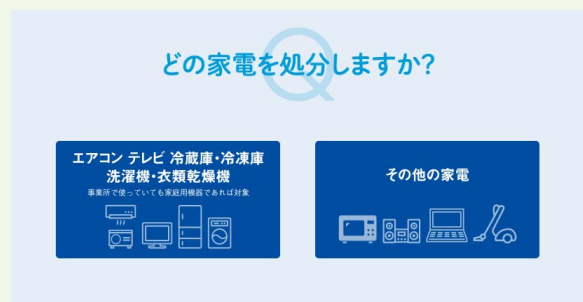 Q
どの家電を処分しますか?
エアコン テレビ 冷蔵庫・冷凍庫
洗濯機・衣類乾燥機
事業所で使っていても家庭用機器であれば対象
その他の家電